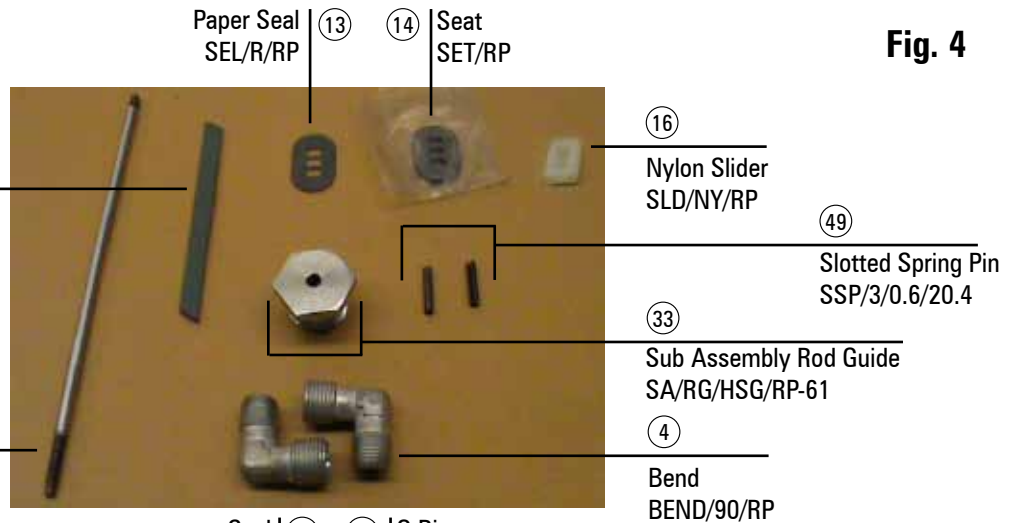 Paper Seal
SEL/R/RP
13
14
Seat
SET/RP
Fig. 4
16
Nylon Slider
SLD/NY/RP
49
Slotted Spring Pin
SSP/3/0.6/20.4
33
Sub Assembly Rod Guide
SA/RG/HSG/RP-61
4
Bend
BEND/90/RP